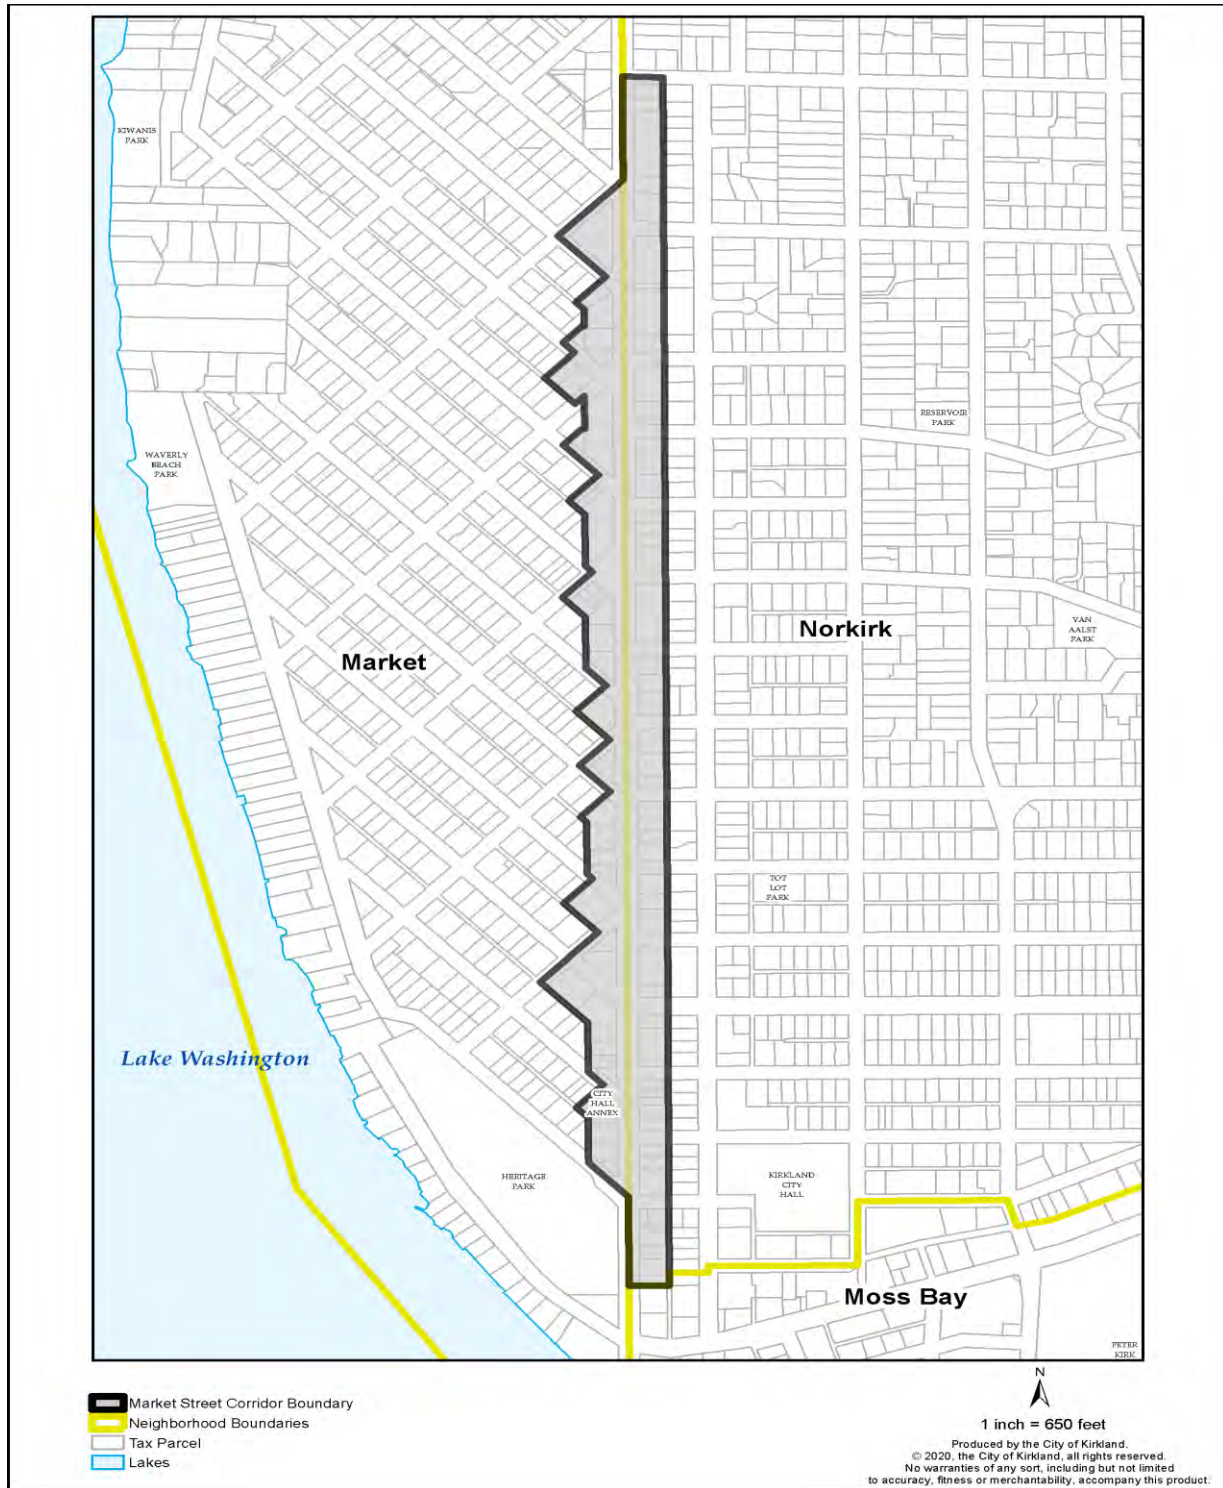 KIWANIS
PARK
RESERVOIR
PARK
WAVERLY
BEACH
PARK
Norkirk
VAN
AALST
PARK
Market
TOT
LOT
PARK
Lake Washington
CITY
HALL
ANNEX
HERITAGE
PARK
KIRKLAND
CITY
HALL
Moss Bay
PETER
KIRK
Market Street Corridor Boundary
Neighborhood Boundaries
Tax Parcel
Lakes
N
1 inch = 650 feet
Produced by the City of Kirkland.
© 2020, the City of Kirkland, all rights reserved.
No warranties of any sort, including but not limited
to accuracy, fitness or merchantability, accompany this product.